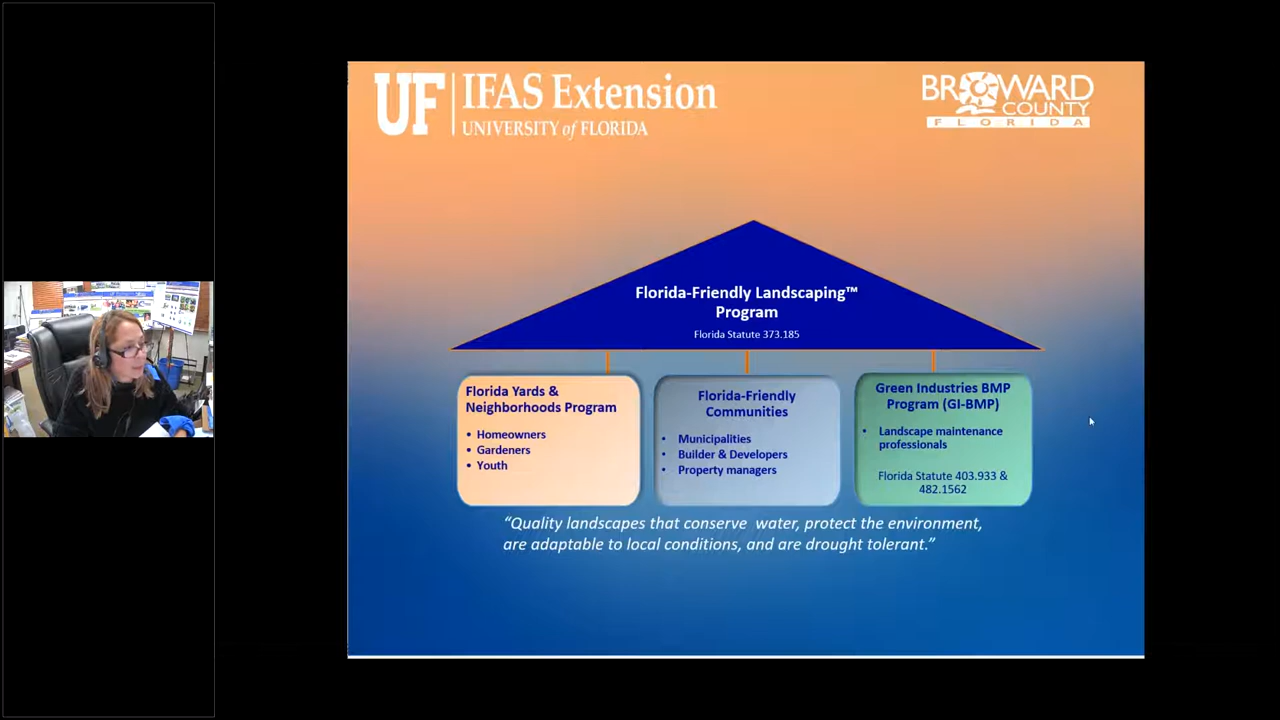 UF IFAS Extension
UNIVERSITY of FLORIDA
BROWARD
COUNTY
FLORIDA
Florida-Friendly Landscaping™
Program
Florida Statute 373.185
Florida Yards &
Neighborhoods Program
• Homeowners
• Gardeners
• Youth
Florida-Friendly
Communities
• Municipalities
• Builder & Developers
• Property managers
Green Industries BMP
Program (GI-BMP)
• Landscape maintenance
professionals
Florida Statute 403.933 &
482.1562
“Quality landscapes that conserve water, protect the environment,
are adaptable to local conditions, and are drought tolerant.”